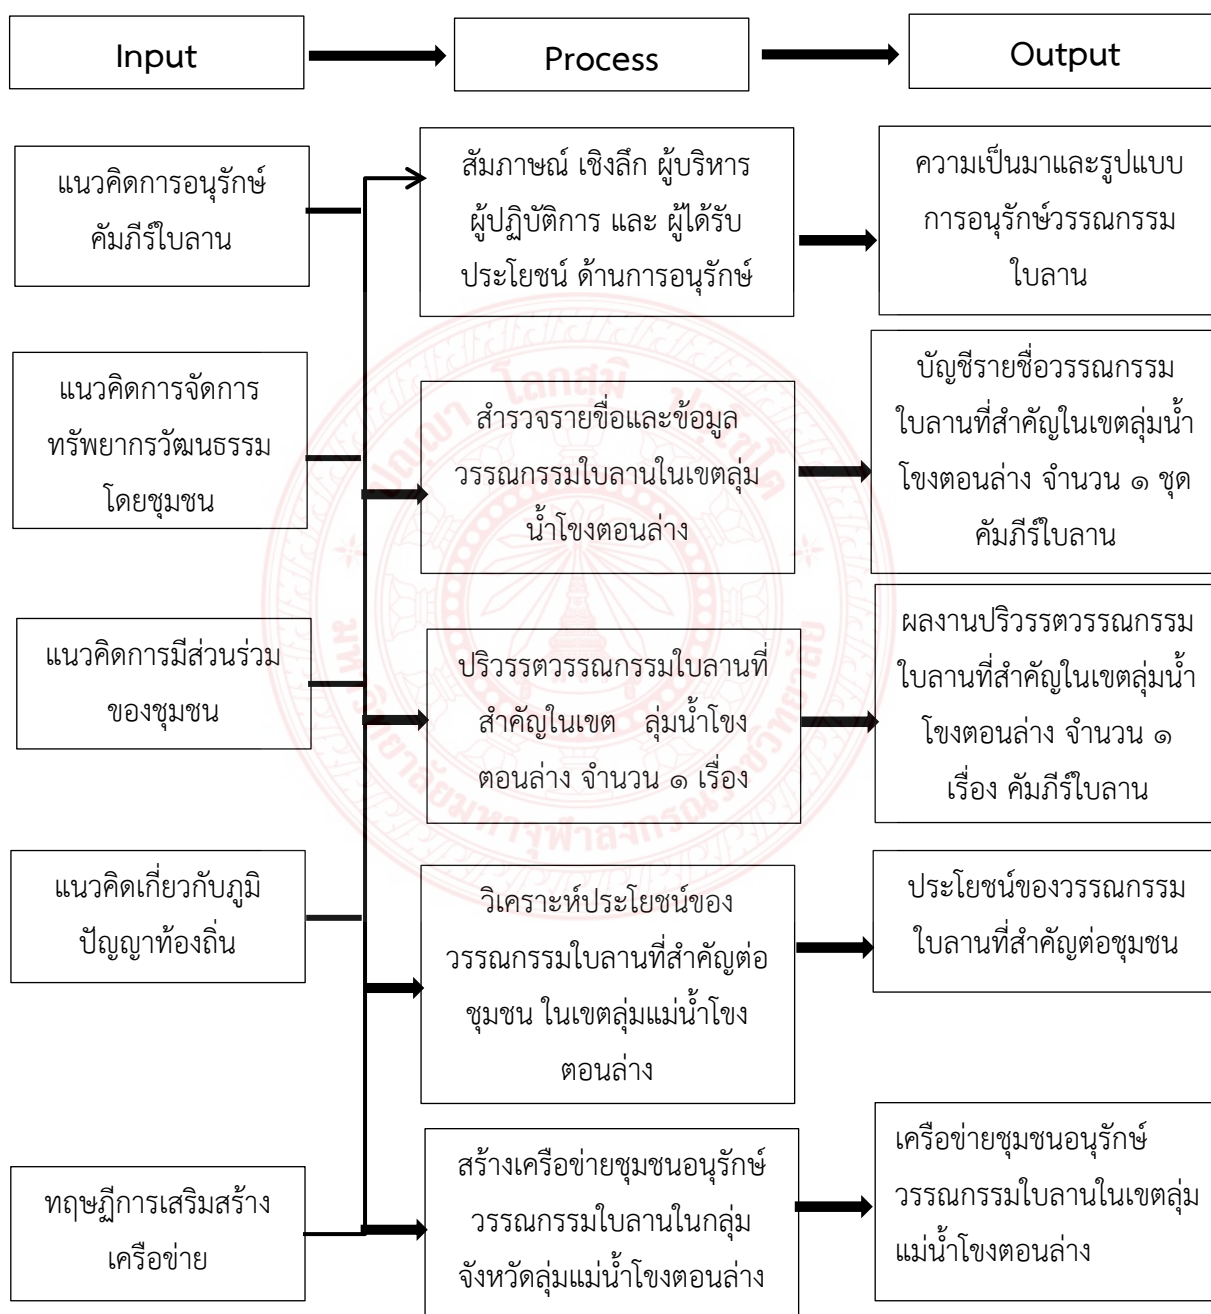 Input
Process
Output
แนวคิดการอนุรักษ์
คัมภีร์ใบลาน
สัมภาษณ์ เชิงลึก ผู้บริหาร
ผู้ปฏิบัติการ และ ผู้ได้รับ
ประโยชน์ ด้านการอนุรักษ์
ความเป็นมาและรูปแบบ
การอนุรักษ์วรรณกรรม
ใบลาน
แนวคิดการจัดการ
ทรัพยากรวัฒนธรรม
โดยชุมชน
สำรวจรายชื่อและข้อมูล
วรรณกรรมใบลานในเขตลุ่ม
น้ำโขงตอนล่าง
บัญชีรายชื่อวรรณกรรม
ใบลานที่สำคัญในเขตลุ่มน้ำ
โขงตอนล่าง จำนวน ๑ ชุด
คัมภีร์ใบลาน
แนวคิดการมีส่วนร่วม
ของชุมชน
ปริวรรตวรรณกรรมใบลานที่
สำคัญในเขต ลุ่มน้ำโขง
ตอนล่าง จำนวน ๑ เรื่อง
ผลงานปริวรรตวรรณกรรม
ใบลานที่สำคัญในเขตลุ่มน้ำ
โขงตอนล่าง จำนวน ๑
เรื่อง คัมภีร์ใบลาน
แนวคิดเกี่ยวกับภูมิ
ปัญญาท้องถิ่น
วิเคราะห์ประโยชน์ของ
วรรณกรรมใบลานที่สำคัญต่อ
ชุมชน ในเขตลุ่มแม่น้ำโขง
ตอนล่าง
ประโยชน์ของวรรณกรรม
ใบลานที่สำคัญต่อชุมชน
ทฤษฏีการเสริมสร้าง
เครือข่าย
สร้างเครือข่ายชุมชนอนุรักษ์
วรรณกรรมใบลานในกลุ่ม
จังหวัดลุ่มแม่น้ำโขงตอนล่าง
เครือข่ายชุมชนอนุรักษ์
วรรณกรรมใบลานในเขตลุ่ม
แม่น้ำโขงตอนล่าง